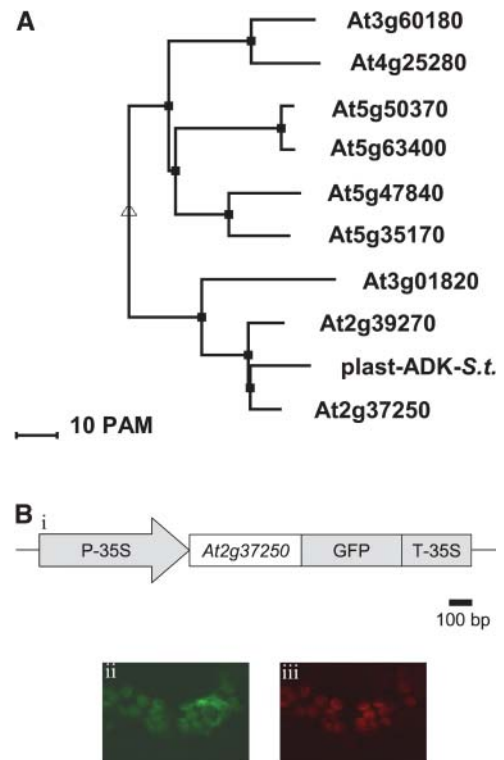 A
At3g60180
At4g25280
At5g50370
At5g63400
At5g47840
At5g35170
At3g01820
At2g39270
plast-ADK-S.t.
At2g37250
10 PAM
B
i
P-35S At2g37250 GFP T-35S
100 bp
ii iii